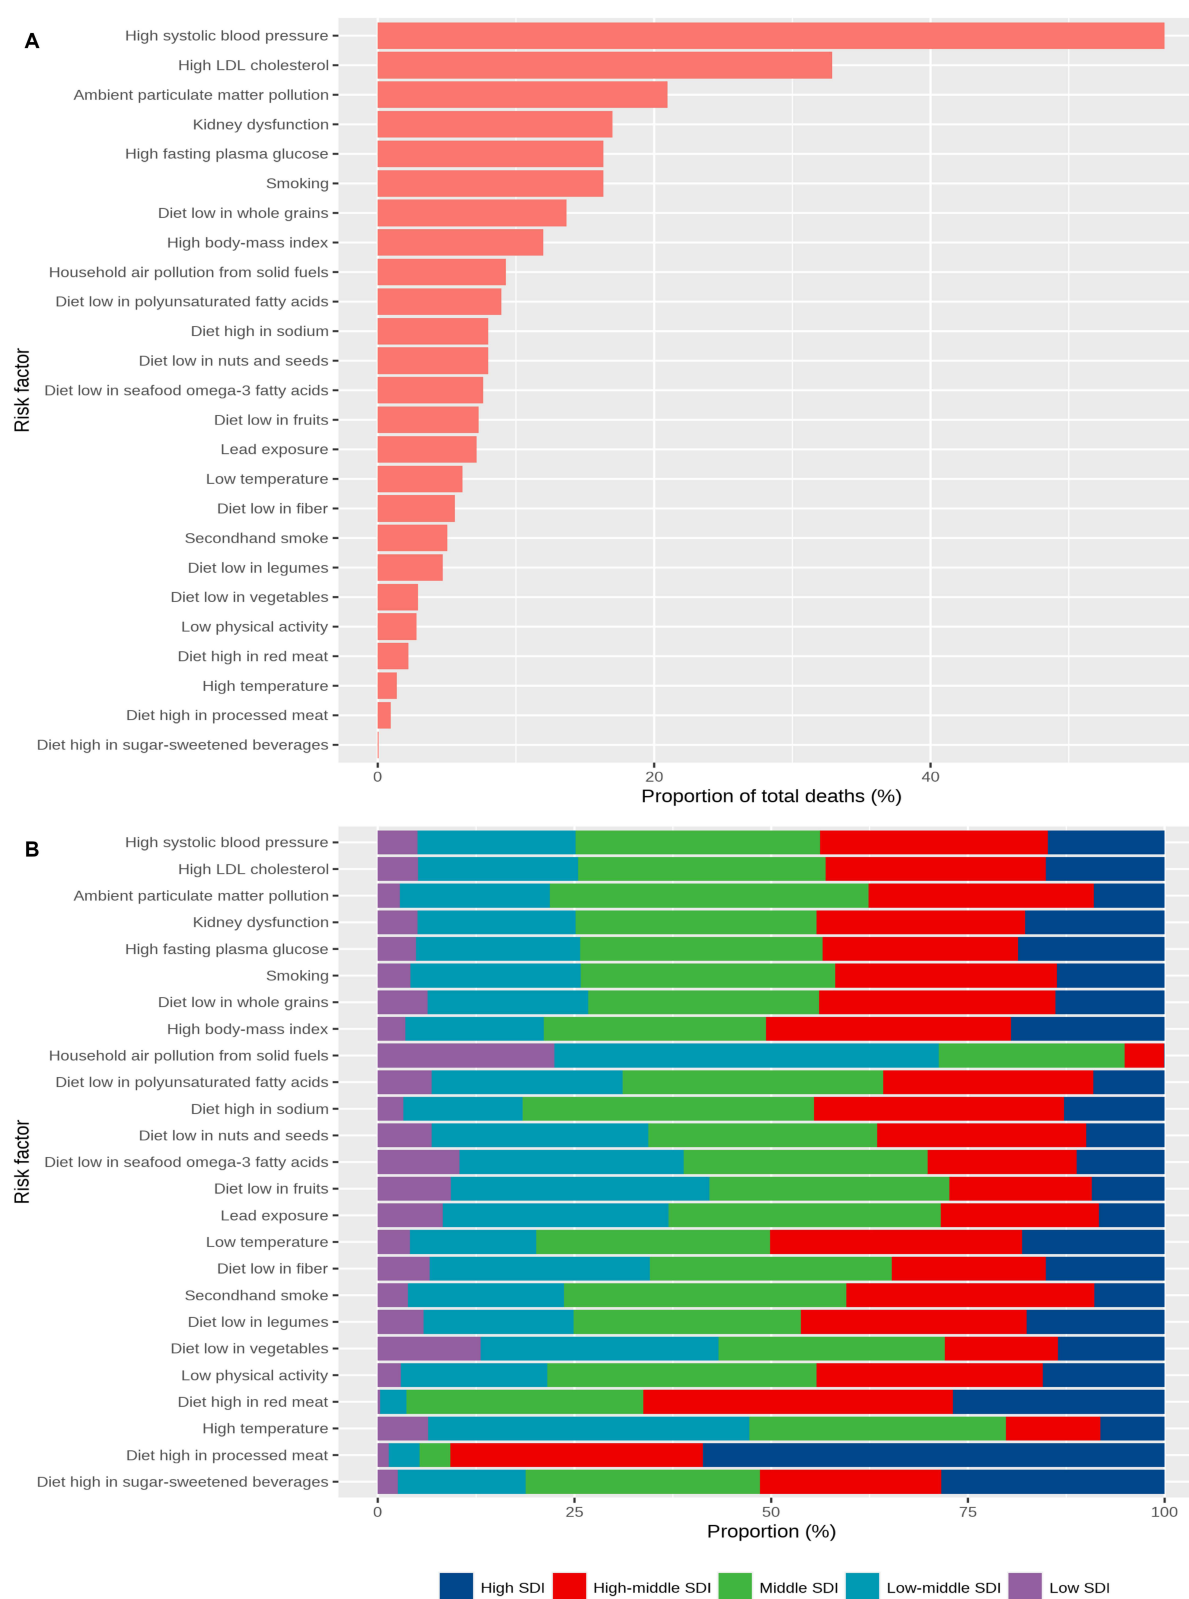 A
High systolic blood pressure
High LDL cholesterol
Ambient particulate matter pollution
Kidney dysfunction
High fasting plasma glucose
Smoking
Diet low in whole grains
High body-mass index
Household air pollution from solid fuels
Diet low in polyunsaturated fatty acids
Diet high in sodium
Diet low in nuts and seeds
Diet low in seafood omega-3 fatty acids
Diet low in fruits
Lead exposure
Low temperature
Diet low in fiber
Secondhand smoke
Diet low in legumes
Diet low in vegetables
Low physical activity
Diet high in red meat
High temperature
Diet high in processed meat
Diet high in sugar-sweetened beverages
Risk factor
0 20 40
Proportion of total deaths (%)
B
High systolic blood pressure
High LDL cholesterol
Ambient particulate matter pollution
Kidney dysfunction
High fasting plasma glucose
Smoking
Diet low in whole grains
High body-mass index
Household air pollution from solid fuels
Diet low in polyunsaturated fatty acids
Diet high in sodium
Diet low in nuts and seeds
Diet low in seafood omega-3 fatty acids
Diet low in fruits
Lead exposure
Low temperature
Diet low in fiber
Secondhand smoke
Diet low in legumes
Diet low in vegetables
Low physical activity
Diet high in red meat
High temperature
Diet high in processed meat
Diet high in sugar-sweetened beverages
Risk factor
0 25 50 75 100
Proportion (%)
High SDI High-middle SDI Middle SDI Low-middle SDI Low SDI